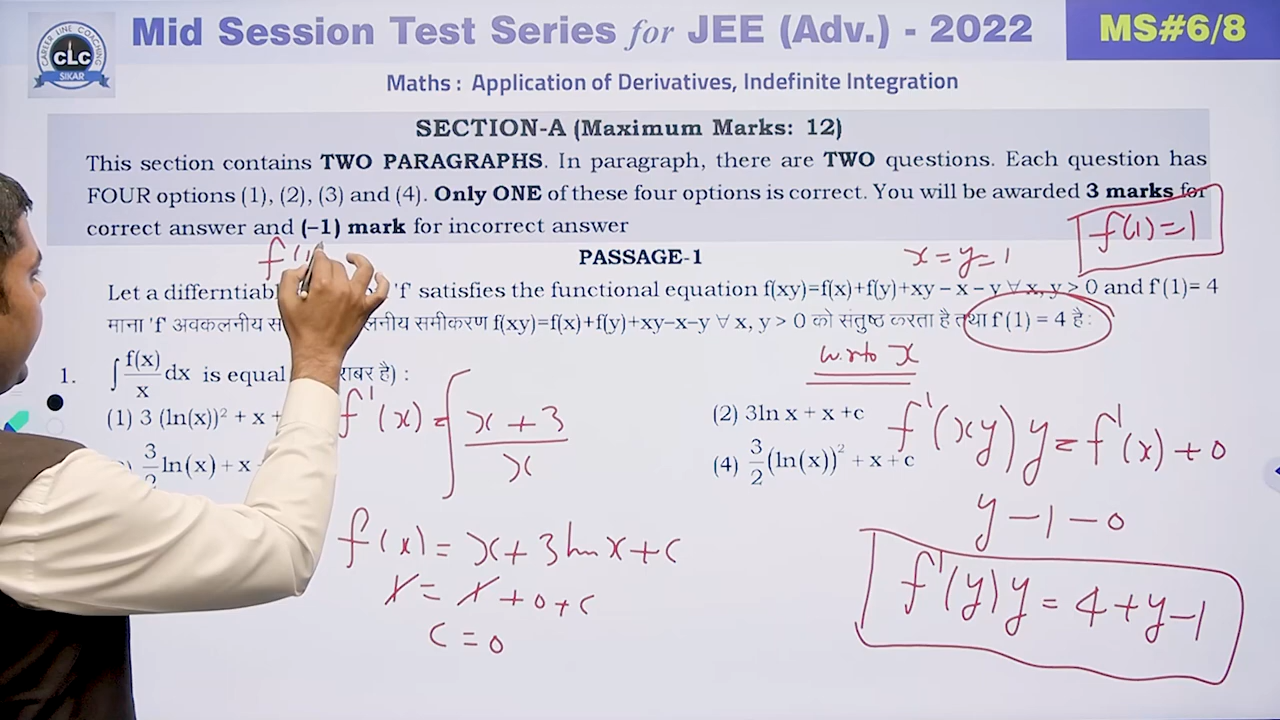 CAREER LINE COACHING
CLC
SIKAR
Mid Session Test Series for JEE (Adv.) - 2022
MS#6/8
Maths : Application of Derivatives, Indefinite Integration
SECTION-A (Maximum Marks: 12)
This section contains TWO PARAGRAPHS. In paragraph, there are TWO questions. Each question has
FOUR options (1), (2), (3) and (4). Only ONE of these four options is correct. You will be awarded 3 marks for
correct answer and (–1) mark for incorrect answer
f(1)=1
PASSAGE-1
x=y=1
Let a differntiab 'f' satisfies the functional equation f(xy)=f(x)+f(y)+xy – x – y ∀ x, y > 0 and f'(1)= 4
माना 'f' अवकलनीय समीकरण f(xy)=f(x)+f(y)+xy–x–y ∀ x, y > 0 को संतुष्ठ करता है तथा f'(1) = 4 है :
w.r.to x
1. ∫ f(x)/x dx is equal बर है) :
(1) 3 (ln(x))² + x +
(2) 3ln x + x +c
3/2 ln(x) + x
(4) 3/2 (ln(x))² + x + c
f'(x) = ∫ (x + 3)/x
f'(xy) y = f'(x) + 0
y – 1 – 0
f(x) = x + 3 ln x + c
x = x + 0 + c
c = 0
f'(y) y = 4 + y – 1